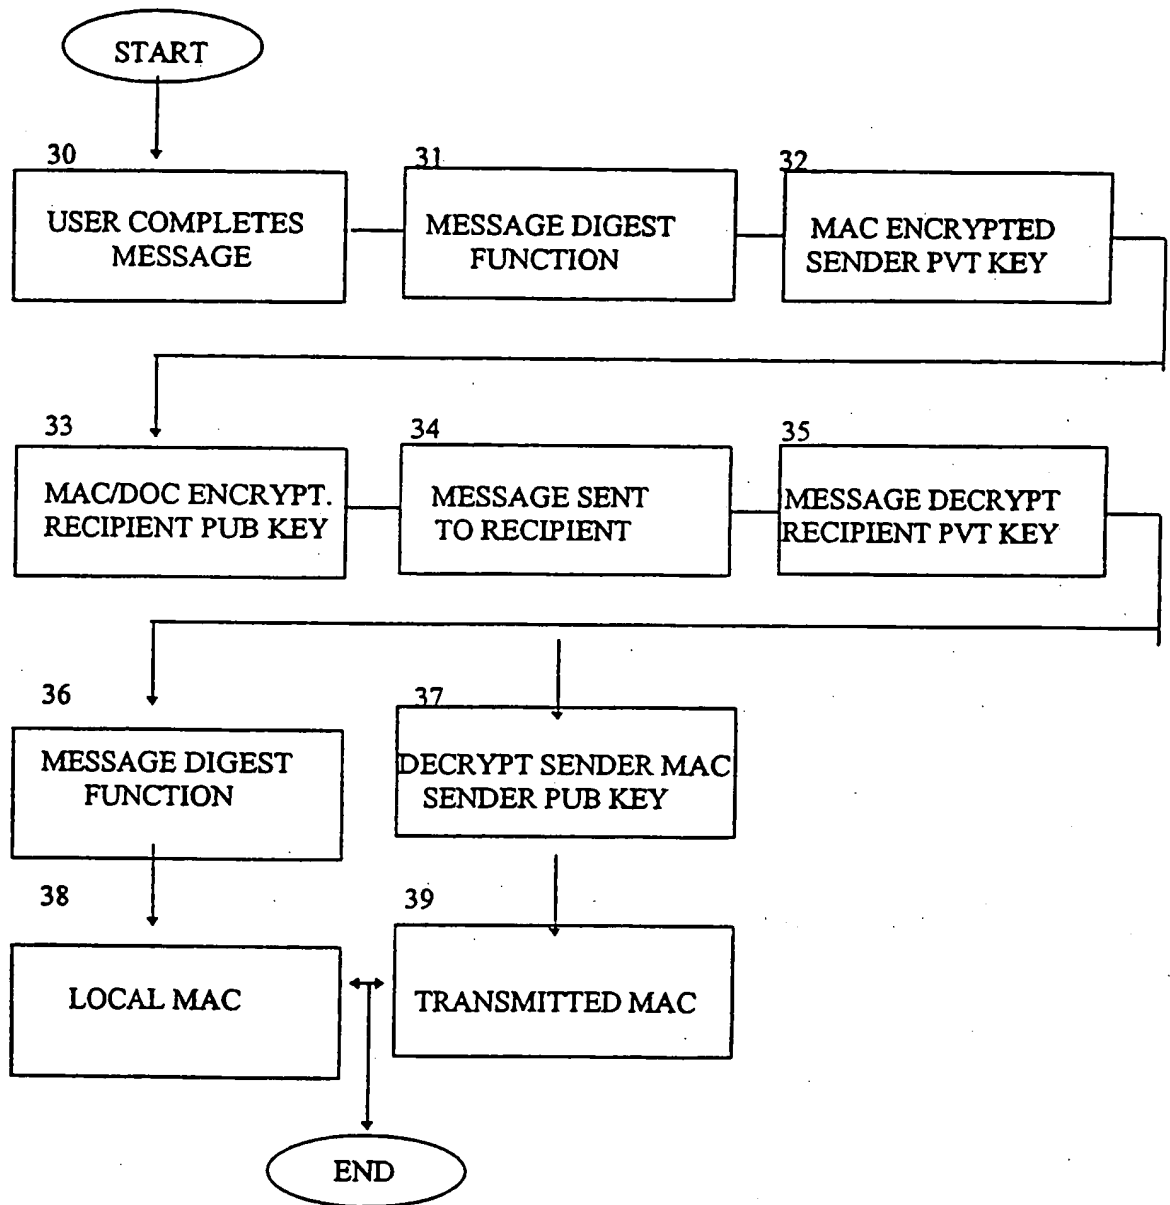 START
30
USER COMPLETES
MESSAGE
31
MESSAGE DIGEST
FUNCTION
32
MAC ENCRYPTED
SENDER PVT KEY
33
MAC/DOC ENCRYPT.
RECIPIENT PUB KEY
34
MESSAGE SENT
TO RECIPIENT
35
MESSAGE DECRYPT
RECIPIENT PVT KEY
36
MESSAGE DIGEST
FUNCTION
37
DECRYPT SENDER MAC
SENDER PUB KEY
38
LOCAL MAC
39
TRANSMITTED MAC
END